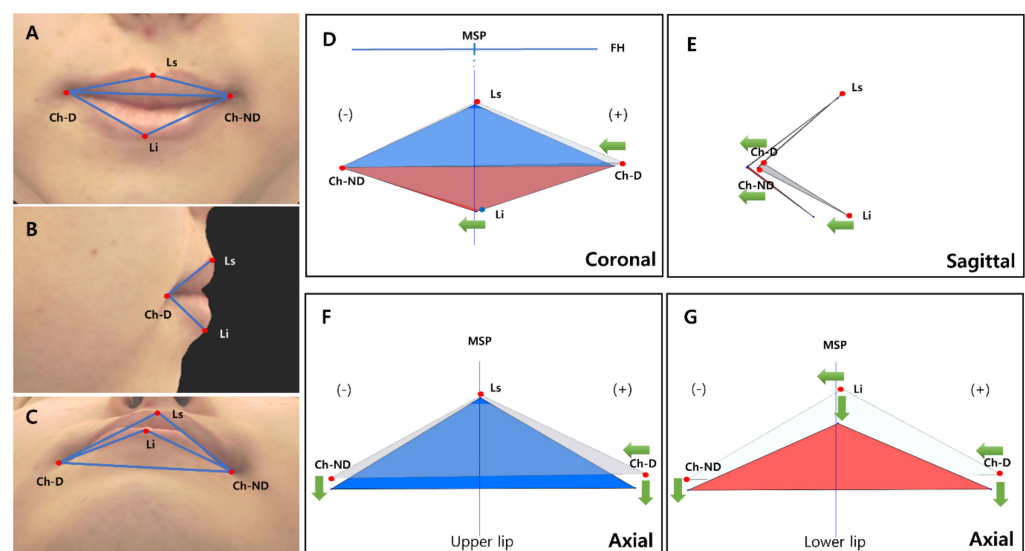 A
Ls
Ch-D
Ch-ND
Li
B
Ls
Ch-D
Li
C
Ls
Li
Ch-D
Ch-ND
D
MSP
FH
Ls
(-)
(+)
Ch-ND
Ch-D
Li
Coronal
E
Ls
Ch-D
Ch-ND
Li
Sagittal
F
MSP
(-)
Ls
(+)
Ch-ND
Ch-D
Upper lip
Axial
G
MSP
(-)
Li
(+)
Ch-ND
Ch-D
Lower lip
Axial